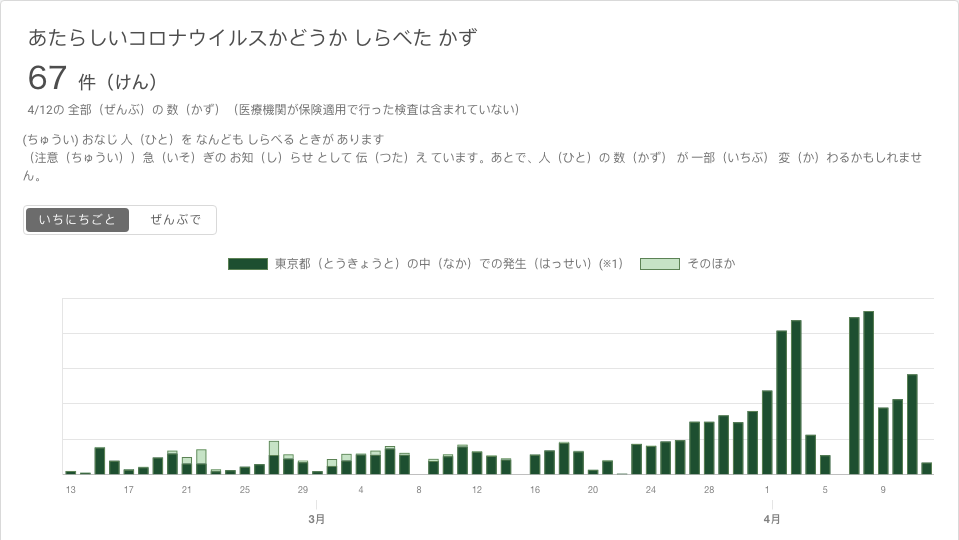 あたらしいコロナウイルスかどうか しらべた かず
67 件（けん）
4/12の 全部（ぜんぶ）の 数（かず）（医療機関が保険適用で行った検査は含まれていない）
(ちゅうい) おなじ 人（ひと）を なんども しらべる ときが あります
（注意（ちゅうい））急（いそ）ぎの お知（し）らせ として 伝（つた）え ています。あとで、人（ひと）の 数（かず） が 一部（いちぶ） 変（か）わるかもしれませ
ん。
いちにちごと ぜんぶで
東京都（とうきょうと）の中（なか）での発生（はっせい）(※1） そのほか
13 17 21 25 29 4 8 12 16 20 24 28 1 5 9
3月 4月